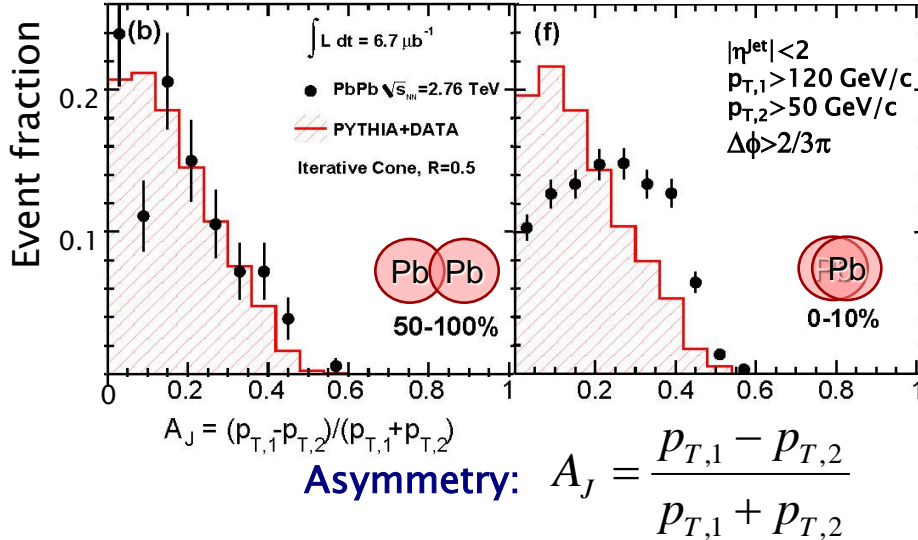 (b)
∫L dt = 6.7 μb⁻¹
PbPb √s_NN=2.76 TeV
PYTHIA+DATA
Iterative Cone, R=0.5
Event fraction
0.2
0.1
Pb Pb
50-100%
0 0.2 0.4 0.6 0.8 1
(f)
|η^Jet|<2
p_T,1>120 GeV/c
p_T,2>50 GeV/c
Δϕ>2/3π
Pb Pb
0-10%
0.2 0.4 0.6 0.8 1
A_J = (p_T,1-p_T,2)/(p_T,1+p_T,2)
Asymmetry: A_J = (p_T,1 − p_T,2)/(p_T,1 + p_T,2)